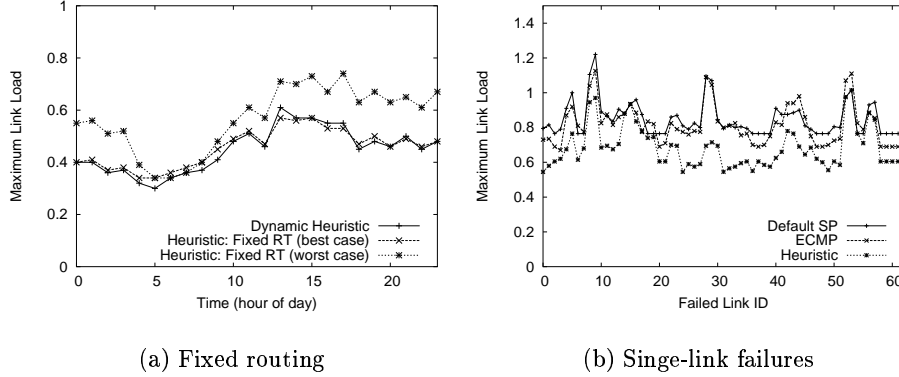 1
0.8
0.6
0.4
0.2
0
0 5 10 15 20
Maximum Link Load
Time (hour of day)
Dynamic Heuristic
Heuristic: Fixed RT (best case)
Heuristic: Fixed RT (worst case)
(a) Fixed routing
1.4
1.2
1
0.8
0.6
0.4
0.2
0
0 10 20 30 40 50 60
Maximum Link Load
Failed Link ID
Default SP
ECMP
Heuristic
(b) Singe-link failures